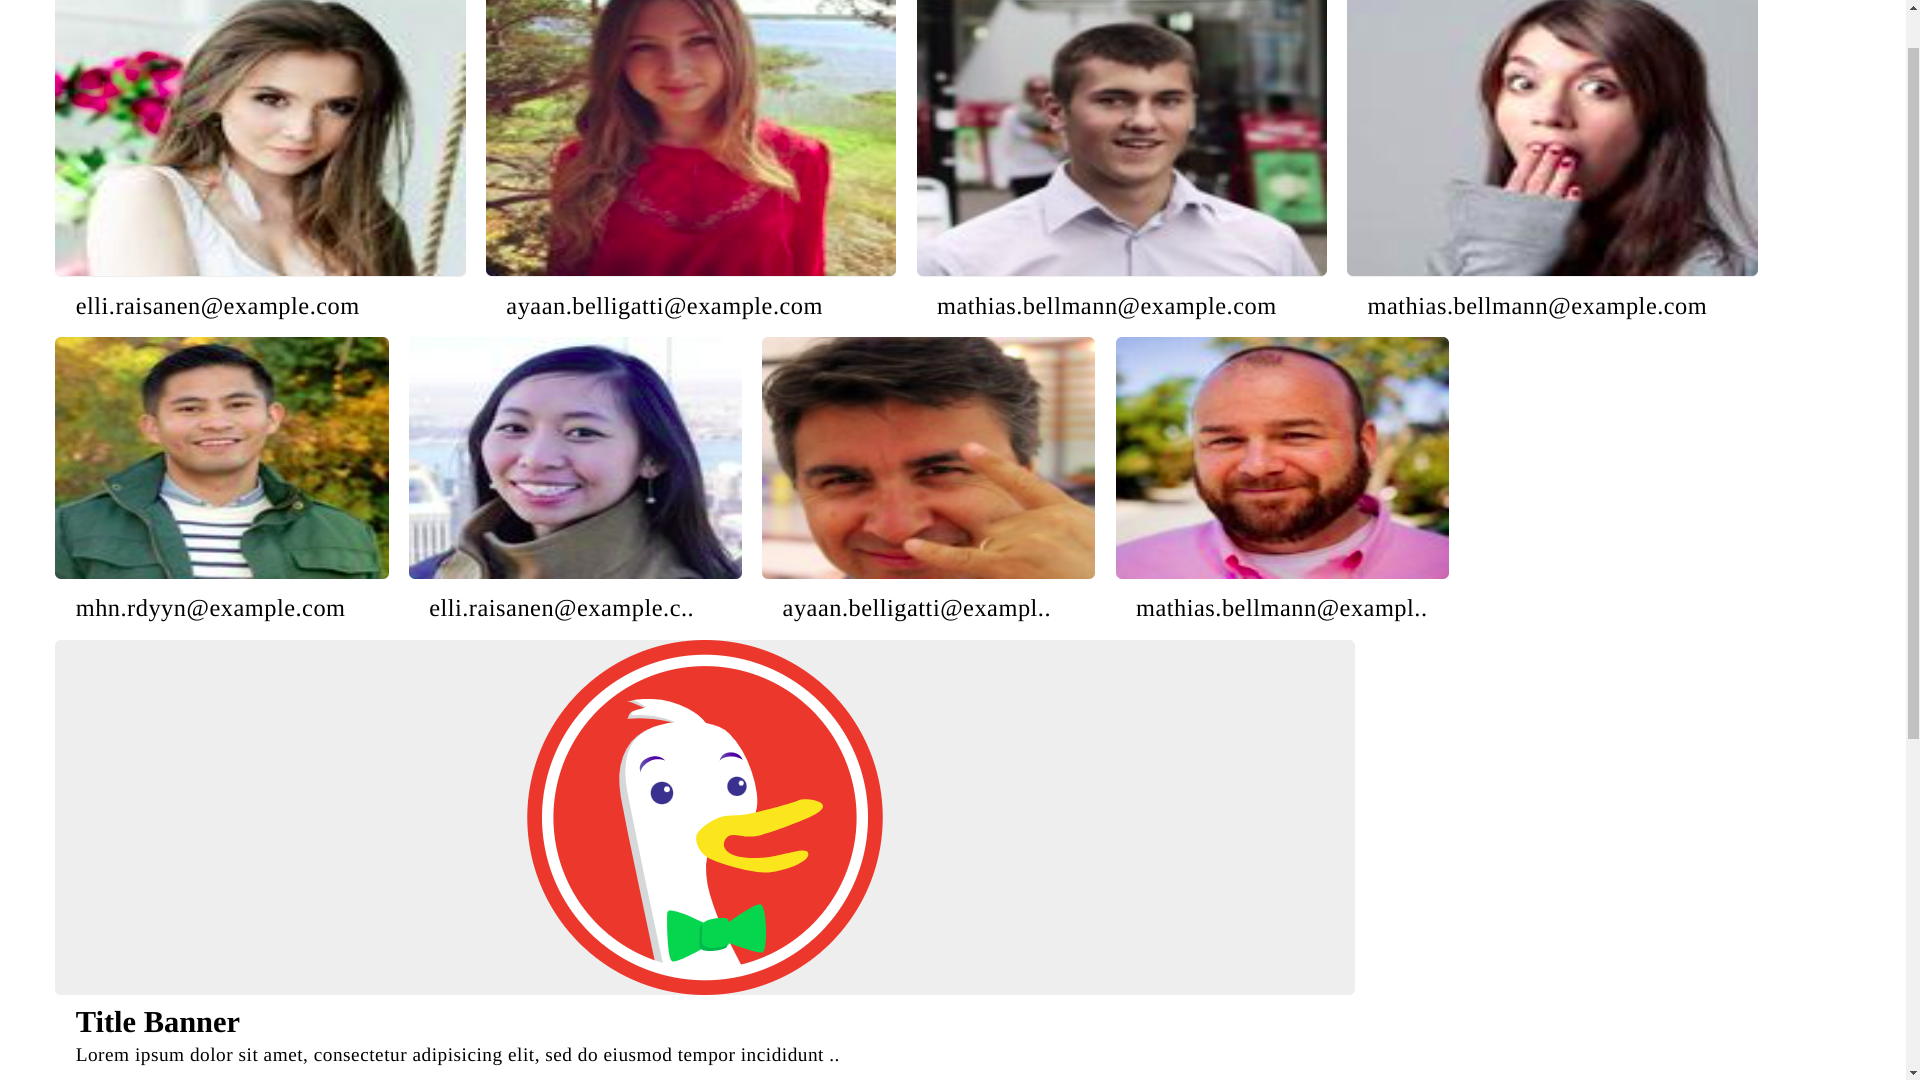 elli.raisanen@example.com
ayaan.belligatti@example.com
mathias.bellmann@example.com
mathias.bellmann@example.com
mhn.rdyyn@example.com
elli.raisanen@example.c..
ayaan.belligatti@exampl..
mathias.bellmann@exampl..
Title Banner
Lorem ipsum dolor sit amet, consectetur adipisicing elit, sed do eiusmod tempor incididunt ..